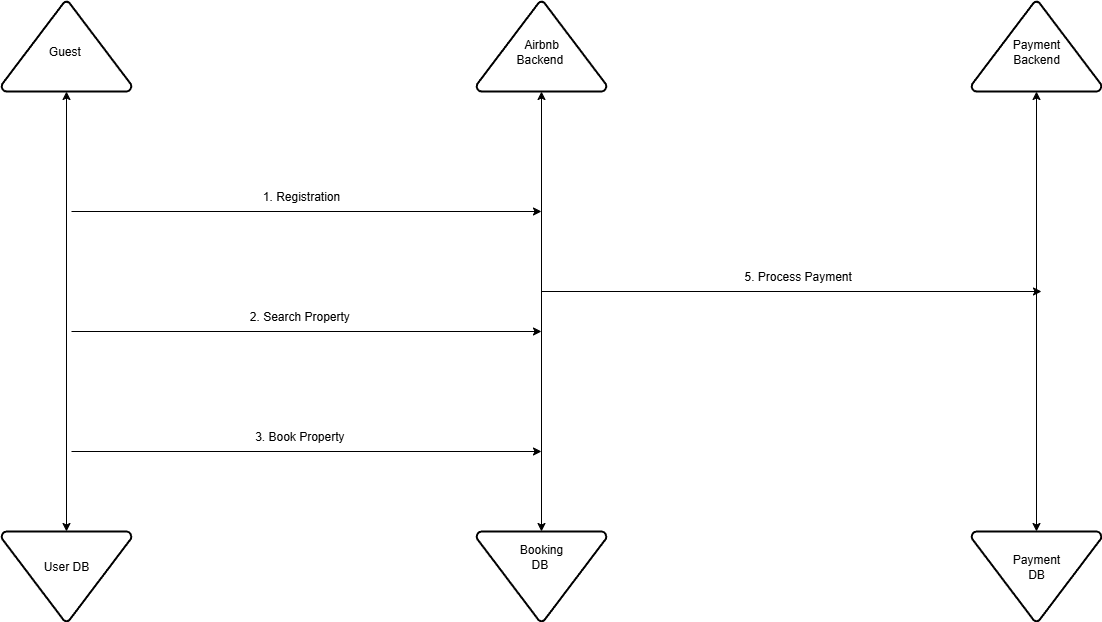 Guest
Airbnb
Backend
Payment
Backend
1. Registration
5. Process Payment
2. Search Property
3. Book Property
User DB
Booking
DB
Payment
DB